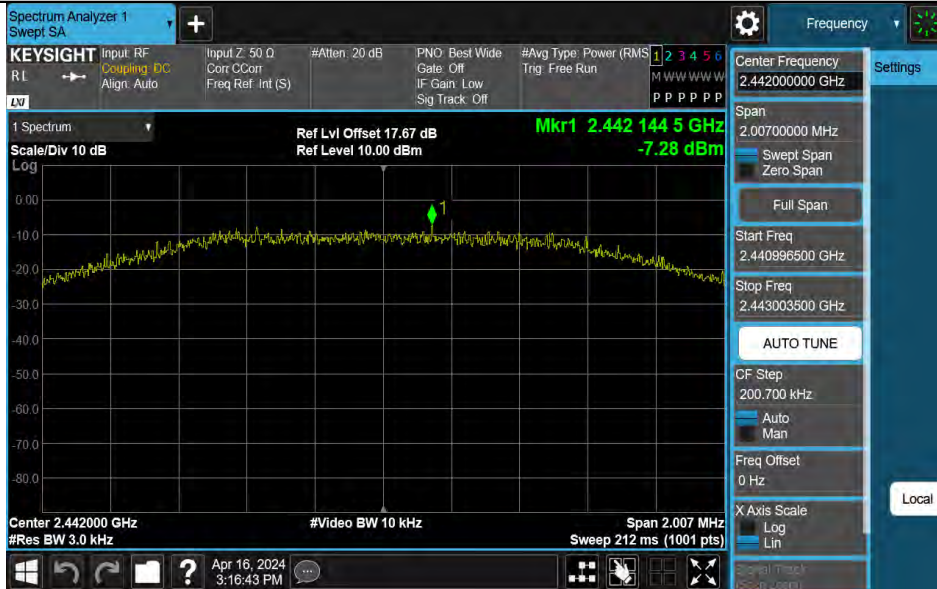 Spectrum Analyzer 1
Swept SA
+
Frequency
KEYSIGHT
Input: RF
Input Z: 50 Ω
#Atten: 20 dB
PNO: Best Wide
#Avg Type: Power (RMS
1 2 3 4 5 6
R L
Coupling: DC
Corr CCorr
Gate: Off
Trig: Free Run
M W W W W W
Align: Auto
Freq Ref: Int (S)
IF Gain: Low
LXI
Sig Track: Off
P P P P P P
1 Spectrum
Ref Lvl Offset 17.67 dB
Mkr1 2.442 144 5 GHz
Scale/Div 10 dB
Ref Level 10.00 dBm
-7.28 dBm
Log
1
0.00
-10.0
-20.0
-30.0
-40.0
-50.0
-60.0
-70.0
-80.0
Center 2.442000 GHz
#Video BW 10 kHz
Span 2.007 MHz
#Res BW 3.0 kHz
Sweep 212 ms (1001 pts)
?
Apr 16, 2024
3:16:43 PM
Center Frequency
2.442000000 GHz
Settings
Span
2.00700000 MHz
Swept Span
Zero Span
Full Span
Start Freq
2.440996500 GHz
Stop Freq
2.443003500 GHz
AUTO TUNE
CF Step
200.700 kHz
Auto
Man
Freq Offset
0 Hz
Local
X Axis Scale
Log
Lin
Signal Track
(Span Zoom)